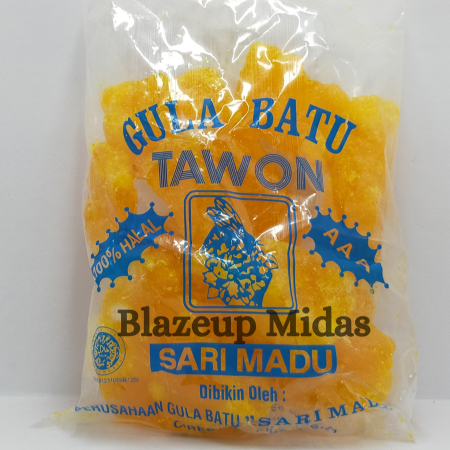 GULA BATU
TAWON
100% HALAL
AAA
Blazeup Midas
SARI MADU
Dibikin Oleh :
PERUSAHAAN GULA BATU "SARI MADU